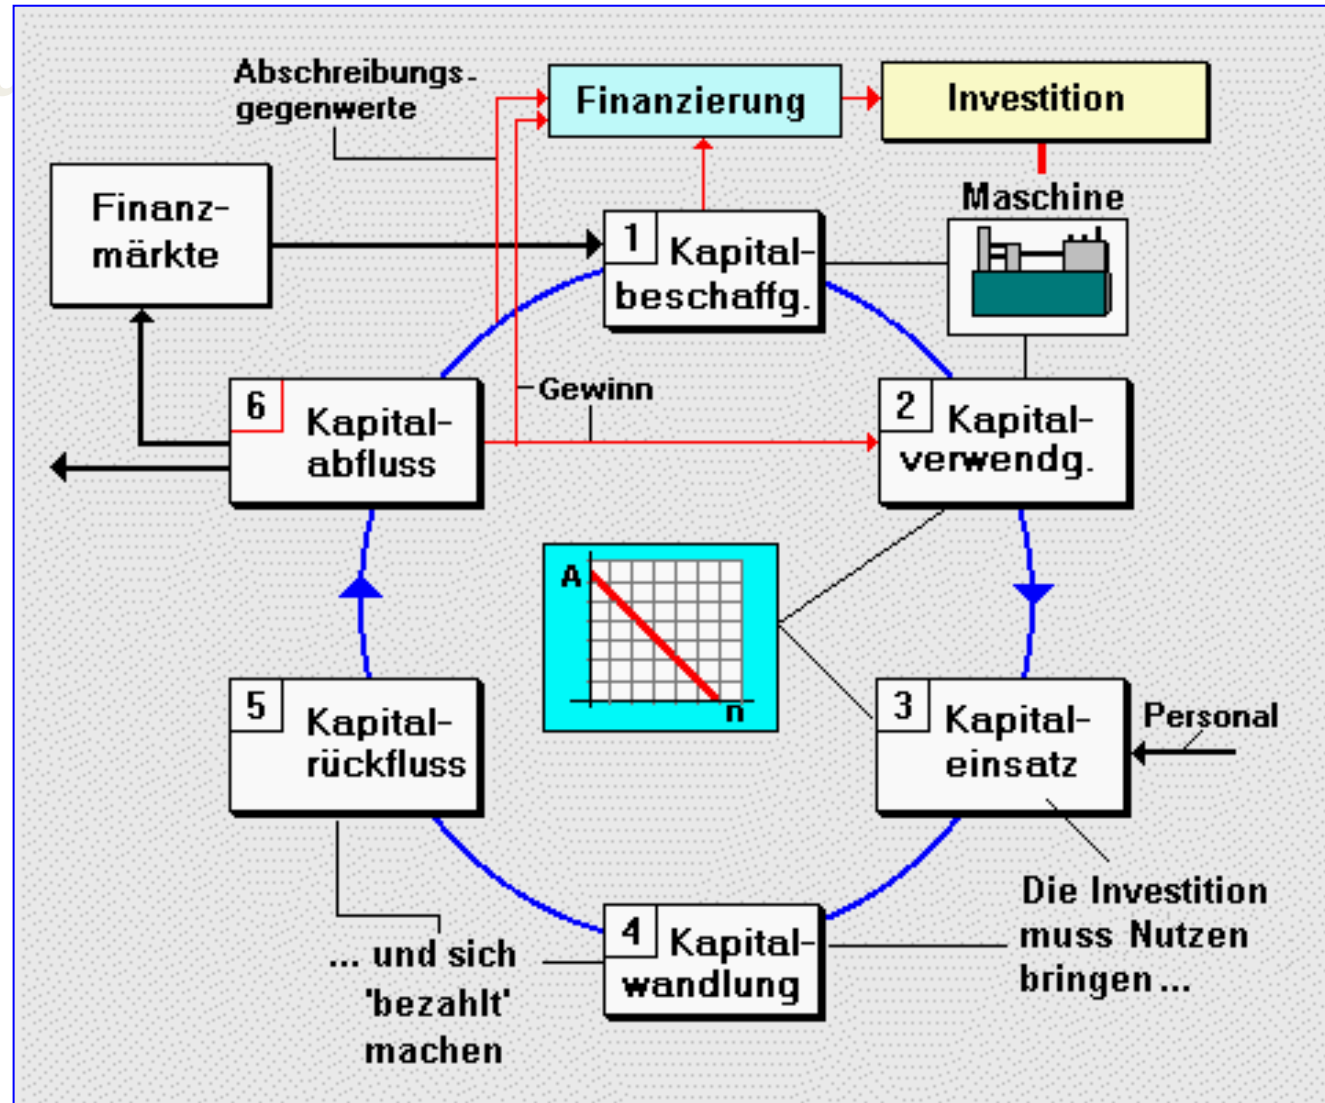 Abschreibungs-
gegenwerte
Finanzierung
Investition
Finanz-
märkte
Maschine
1 Kapital-
beschaffg.
Gewinn
6 Kapital-
abfluss
2 Kapital-
verwendg.
A
n
5 Kapital-
rückfluss
3 Kapital-
einsatz
Personal
4 Kapital-
wandlung
Die Investition
muss Nutzen
bringen ...
... und sich
'bezahlt'
machen